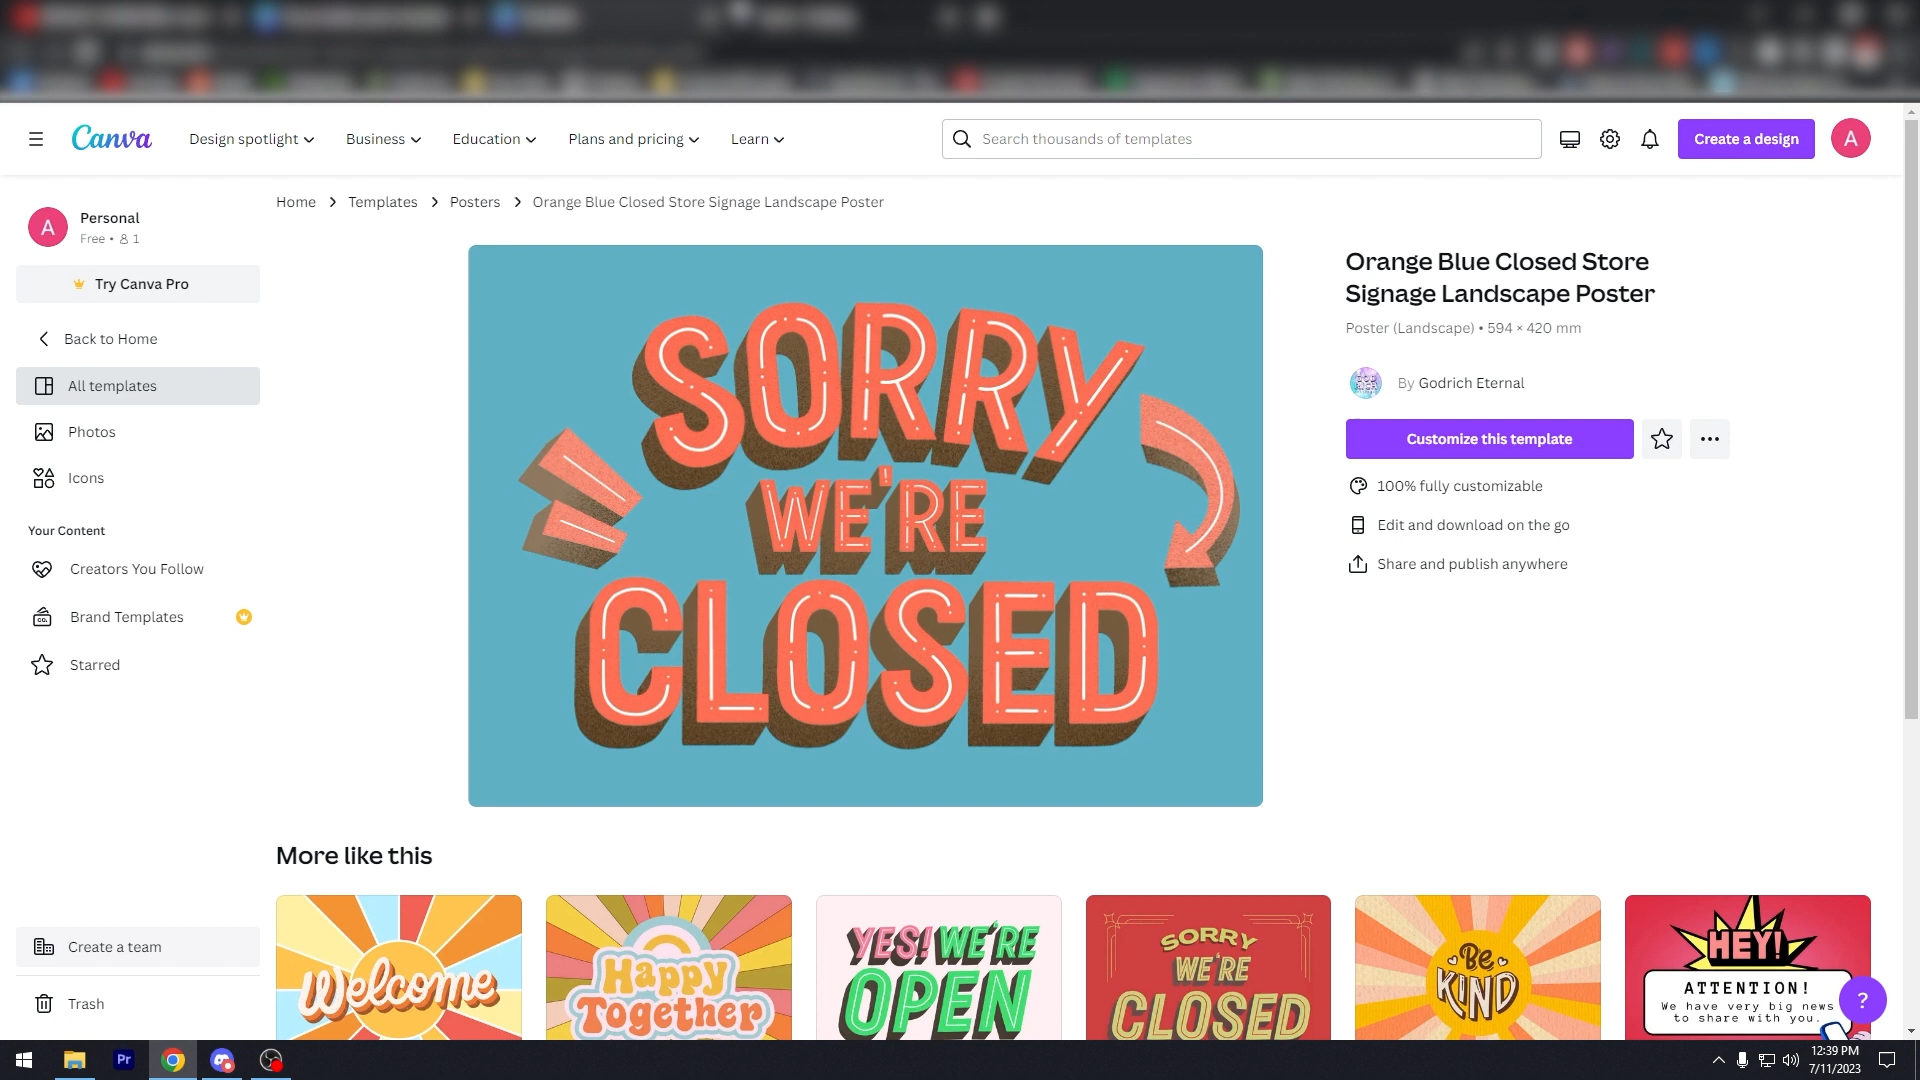 Canva
Design spotlight
Business
Education
Plans and pricing
Learn
Search thousands of templates
Create a design
A
A
Personal
Free • 1
Try Canva Pro
Back to Home
All templates
Photos
Icons
Your Content
Creators You Follow
Brand Templates
Starred
Create a team
Trash
Home > Templates > Posters > Orange Blue Closed Store Signage Landscape Poster
SORRY
WE'RE
CLOSED
Orange Blue Closed Store
Signage Landscape Poster
Poster (Landscape) • 594 × 420 mm
By Godrich Eternal
Customize this template
100% fully customizable
Edit and download on the go
Share and publish anywhere
More like this
Welcome
Happy
Together
YES! WE'RE
OPEN
SORRY
WE'RE
CLOSED
Be
KIND
HEY!
ATTENTION!
We have very big news
to share with you.
?
Pr
12:39 PM
7/11/2023